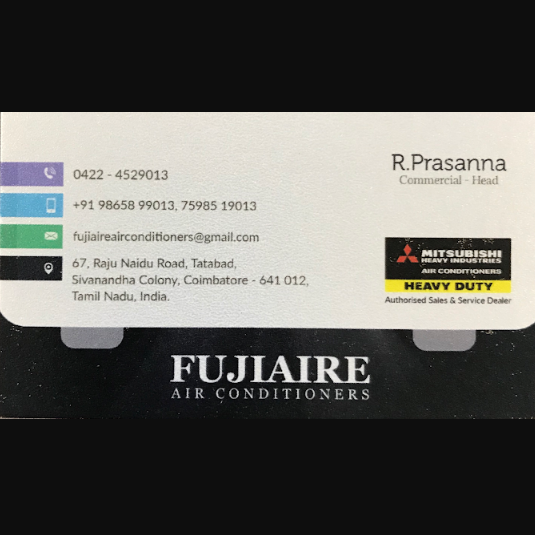 R.Prasanna
Commercial - Head
0422 - 4529013
+91 98658 99013, 75985 19013
fujiaireairconditioners@gmail.com
67, Raju Naidu Road, Tatabad,
Sivanandha Colony, Coimbatore - 641 012,
Tamil Nadu, India.
MITSUBISHI
HEAVY INDUSTRIES
AIR CONDITIONERS
HEAVY DUTY
Authorised Sales & Service Dealer
FUJIAIRE
AIR CONDITIONERS